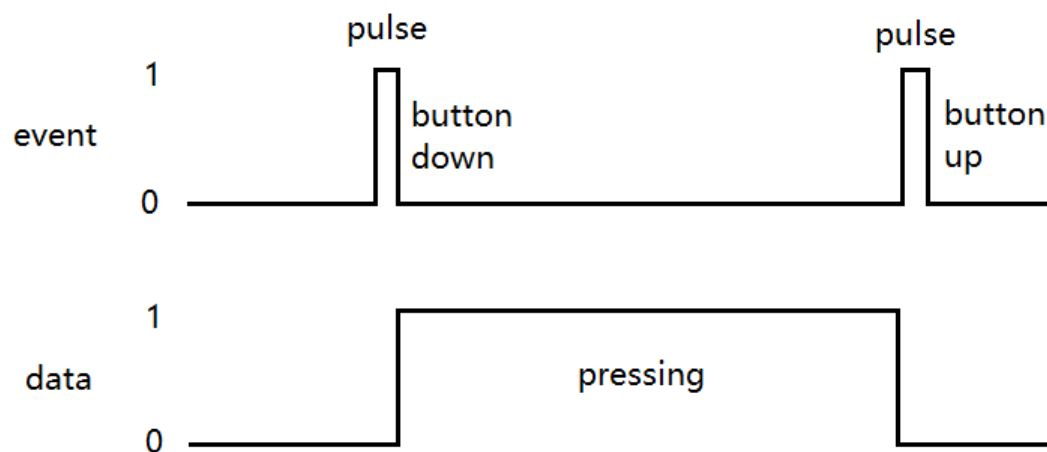 pulse
pulse
1
button
down
button
up
event
0
1
pressing
data
0